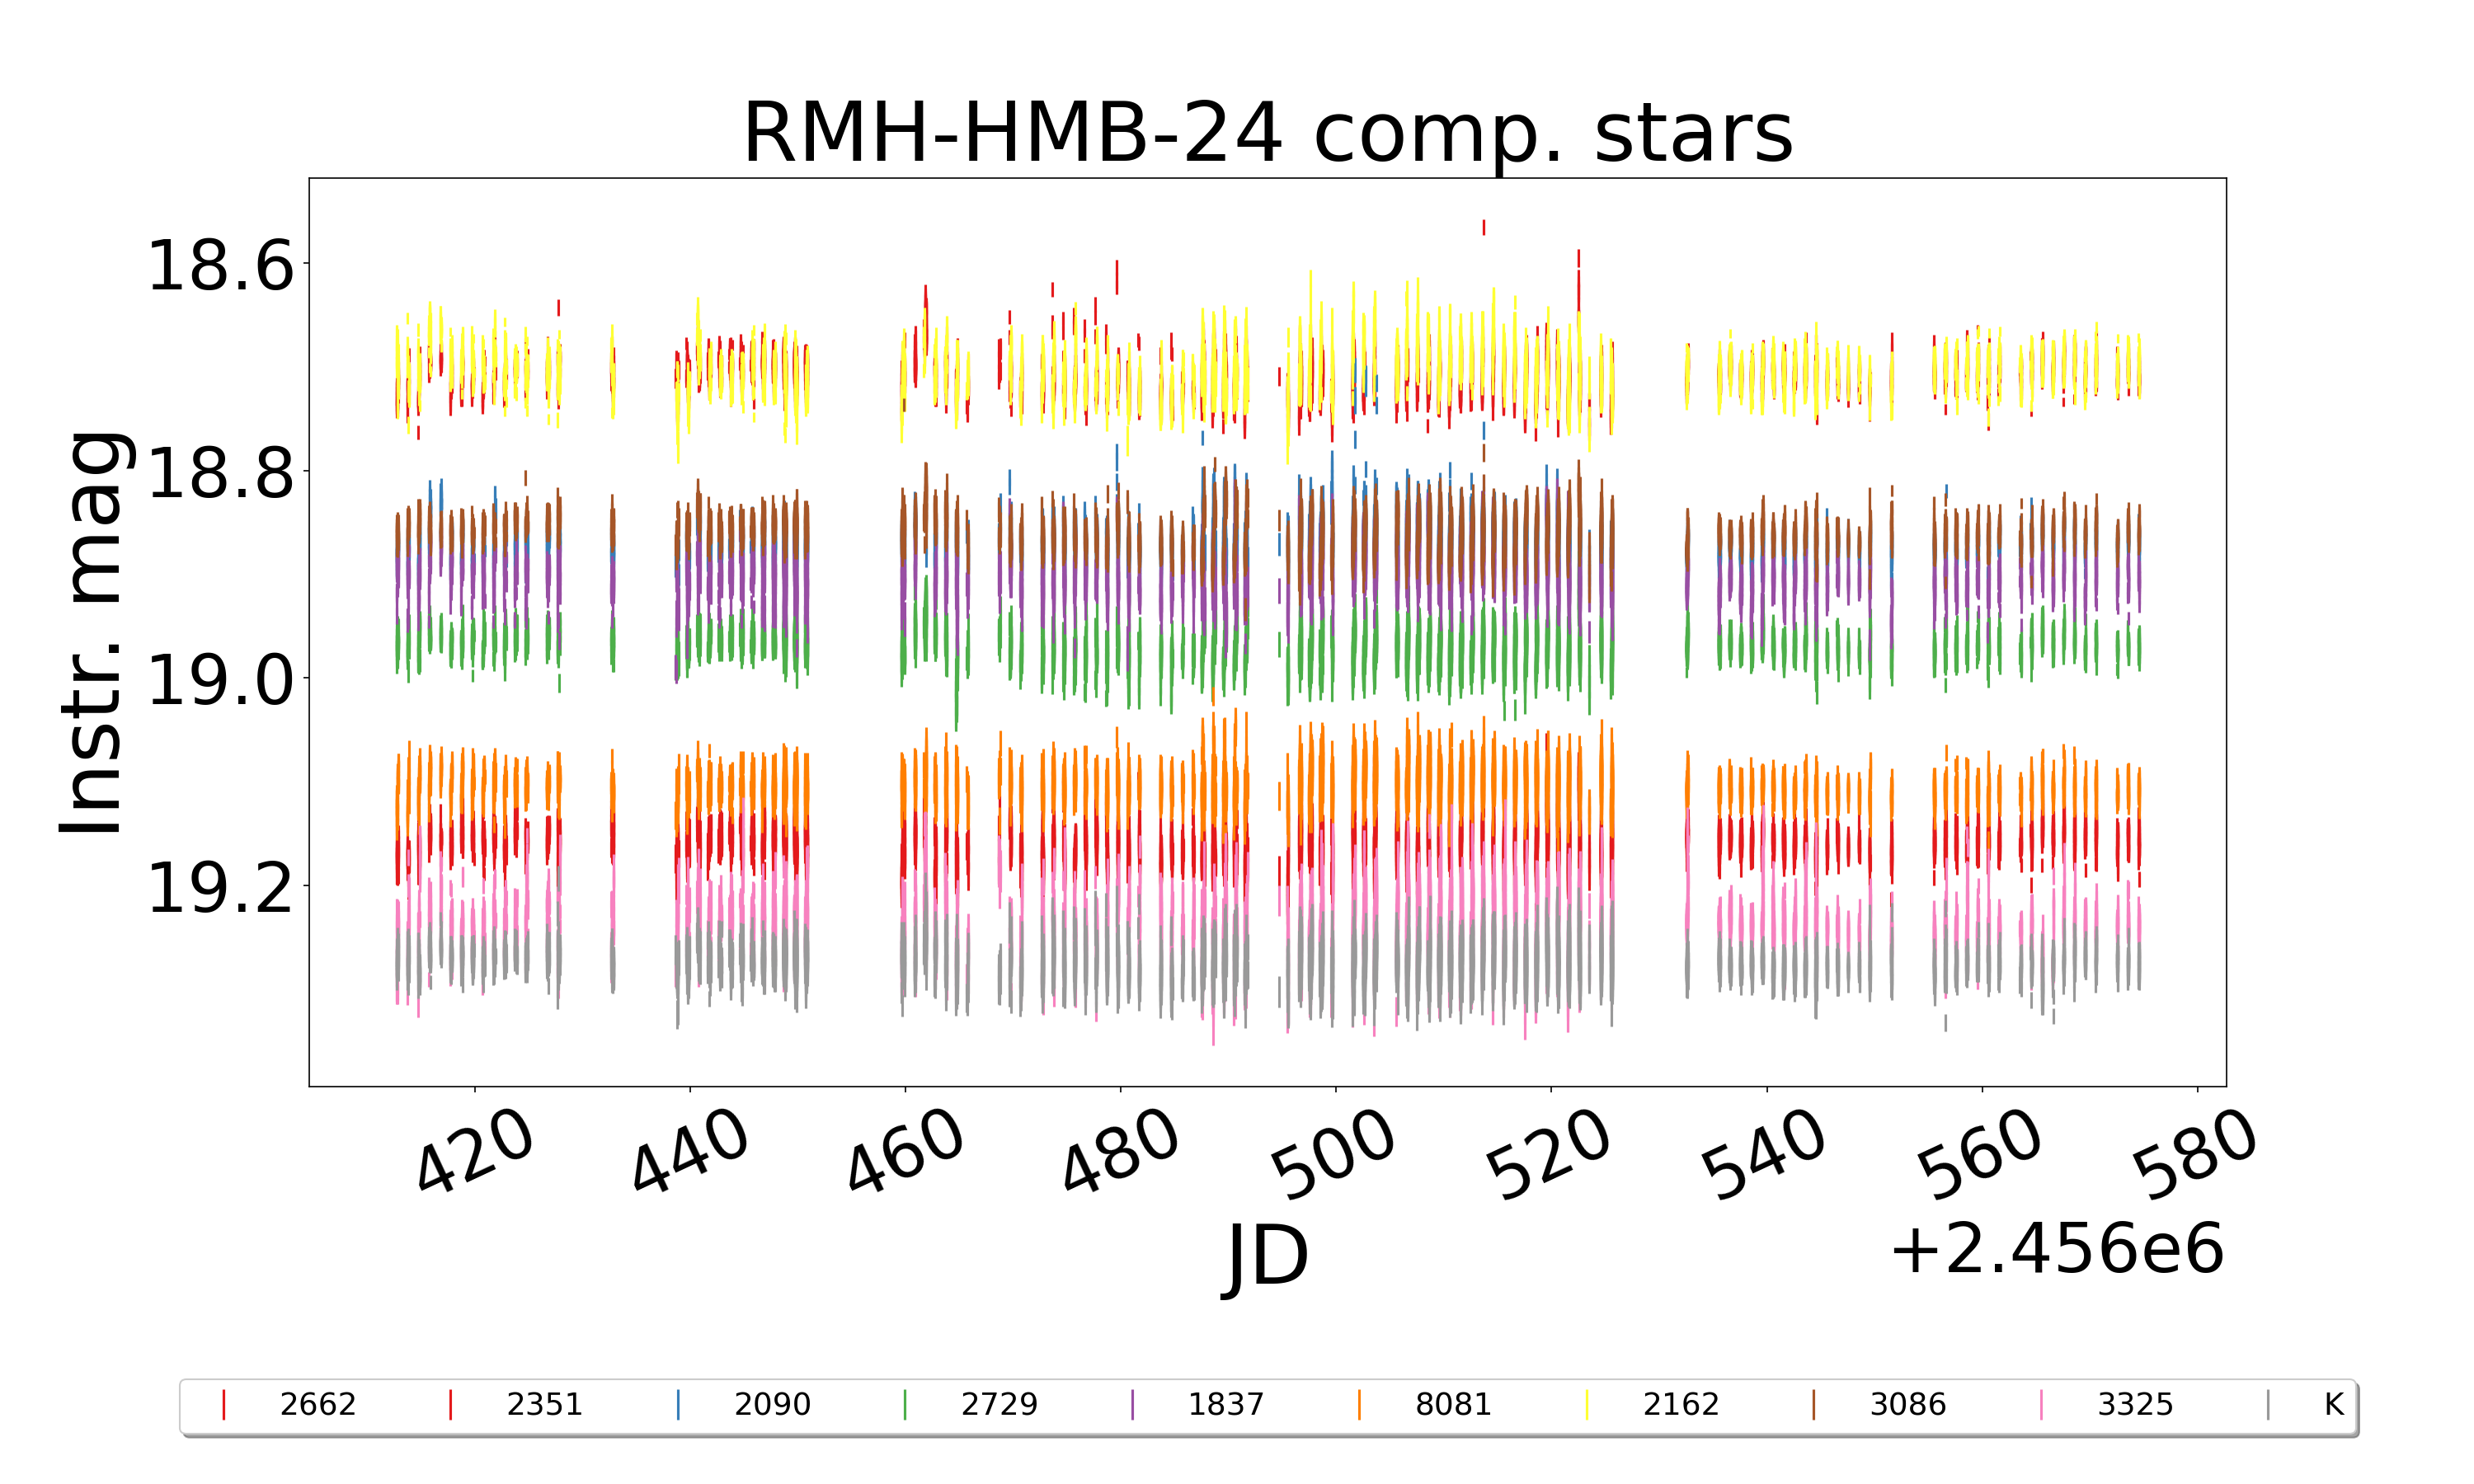 RMH-HMB-24 comp. stars
Instr. mag
18.6
18.8
19.0
19.2
420 440 460 480 500 520 540 560 580
JD
+2.456e6
2662 2351 2090 2729 1837 8081 2162 3086 3325 K